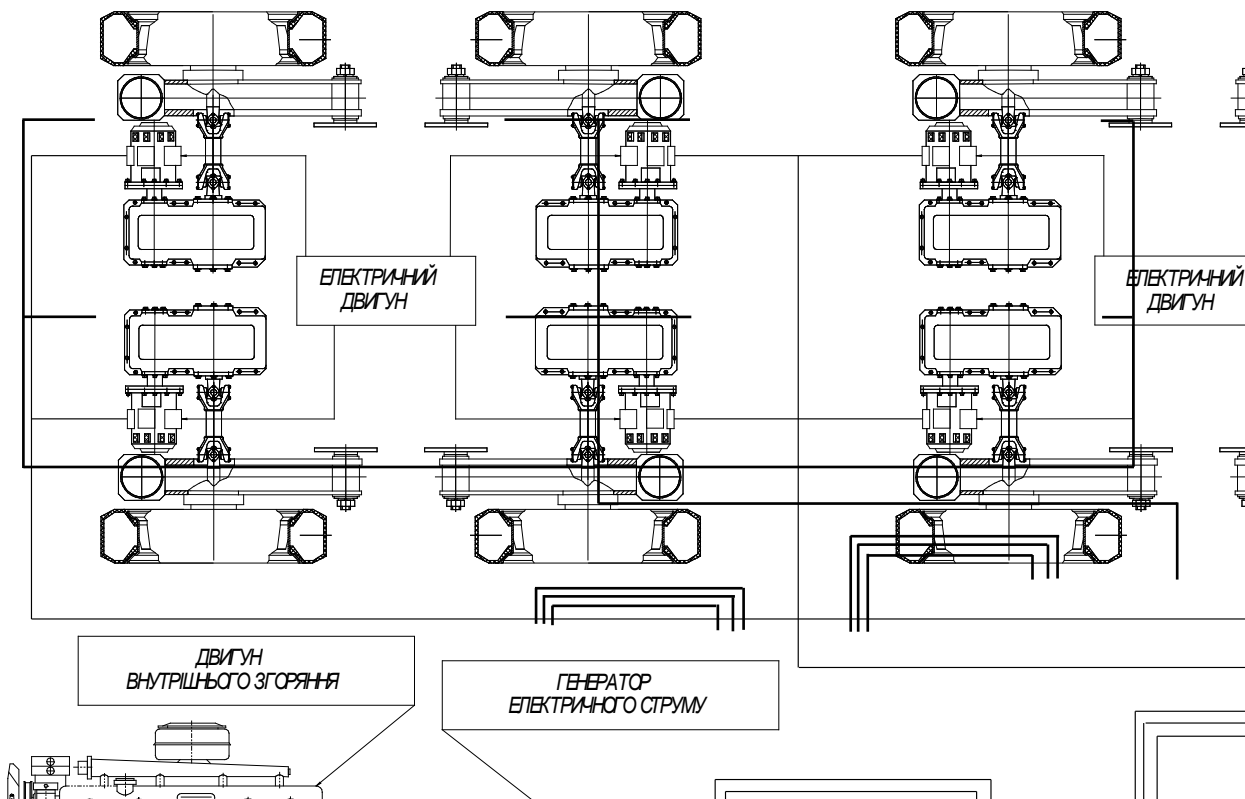 ЕЛЕКТРИЧНИЙ
ДВИГУН
ЕЛЕКТРИЧНИЙ
ДВИГУН
ДВИГУН
ВНУТРІШНЬОГО ЗГОРЯННЯ
ГЕНЕРАТОР
ЕЛЕКТРИЧНОГО СТРУМУ